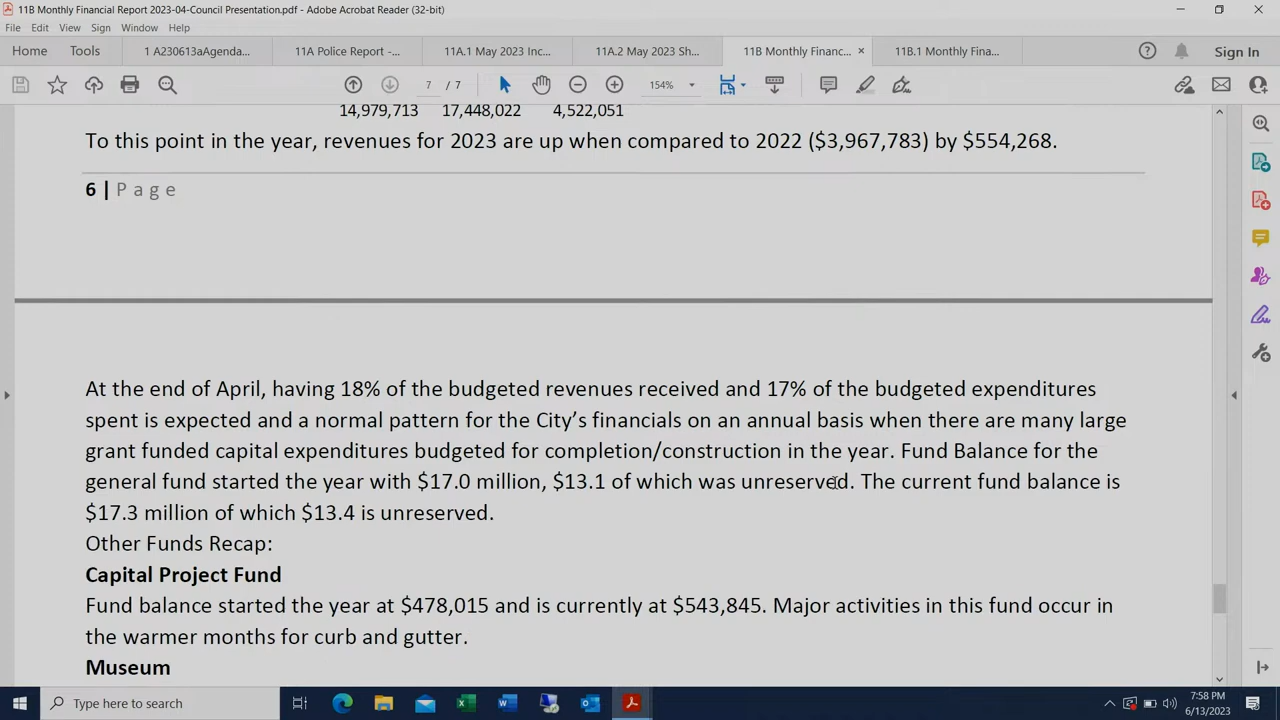 11B Monthly Financial Report 2023-04-Council Presentation.pdf - Adobe Acrobat Reader (32-bit)
File Edit View Sign Window Help
Home Tools 1 A230613aAgenda... 11A Police Report -... 11A.1 May 2023 Inc... 11A.2 May 2023 Sh... 11B Monthly Financ... × 11B.1 Monthly Fina... Sign In
7 / 7 154%
14,979,713 17,448,022 4,522,051
To this point in the year, revenues for 2023 are up when compared to 2022 ($3,967,783) by $554,268.
6 | Page
At the end of April, having 18% of the budgeted revenues received and 17% of the budgeted expenditures
spent is expected and a normal pattern for the City’s financials on an annual basis when there are many large
grant funded capital expenditures budgeted for completion/construction in the year. Fund Balance for the
general fund started the year with $17.0 million, $13.1 of which was unreserved. The current fund balance is
$17.3 million of which $13.4 is unreserved.
Other Funds Recap:
Capital Project Fund
Fund balance started the year at $478,015 and is currently at $543,845. Major activities in this fund occur in
the warmer months for curb and gutter.
Museum
Type here to search
7:58 PM
6/13/2023